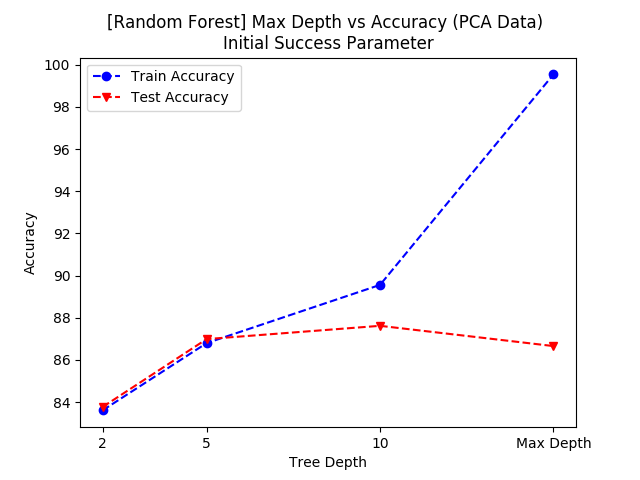 [Random Forest] Max Depth vs Accuracy (PCA Data)
Initial Success Parameter
100
98
96
94
92
90
88
86
84
Accuracy
Train Accuracy
Test Accuracy
2
5
10
Max Depth
Tree Depth